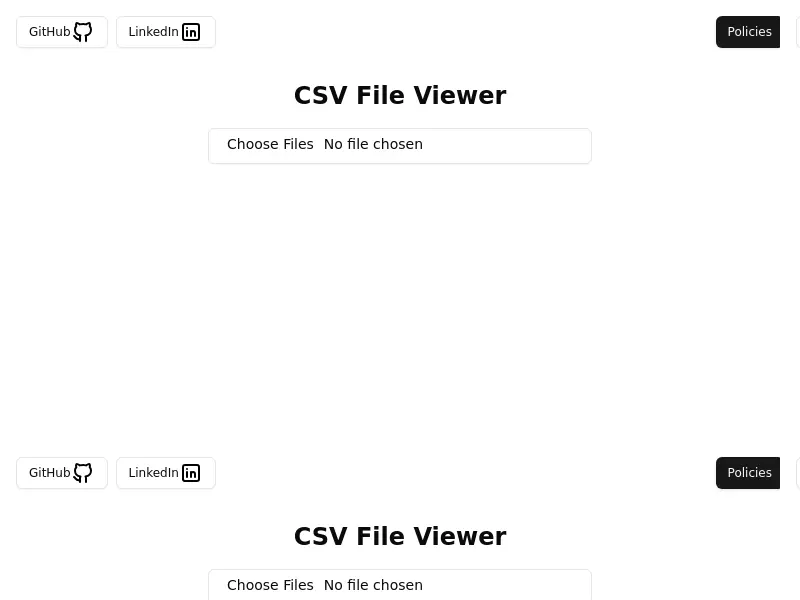 GitHub LinkedIn Policies
CSV File Viewer
Choose Files No file chosen
GitHub LinkedIn Policies
CSV File Viewer
Choose Files No file chosen